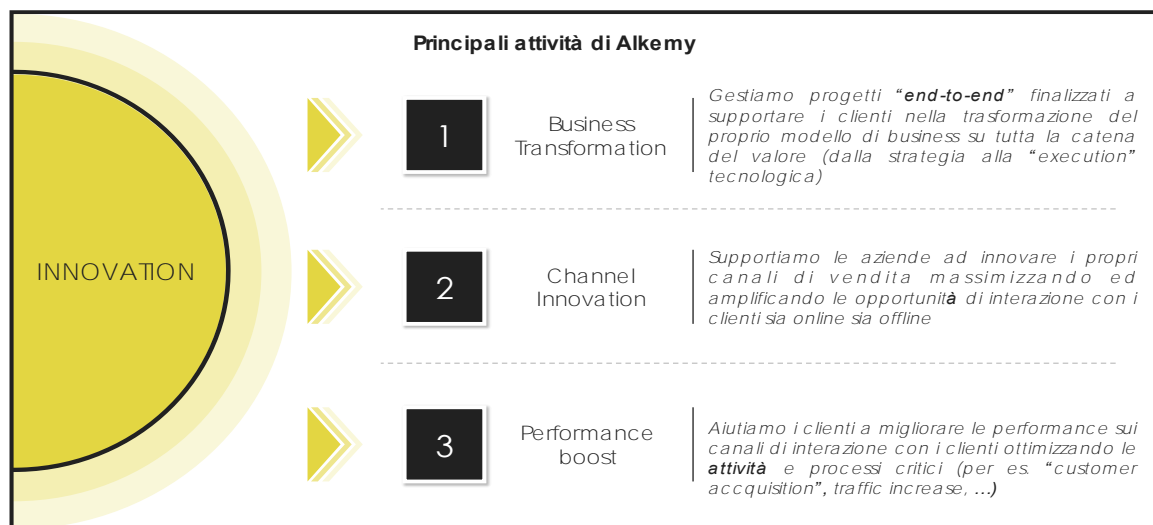 Principali attività di Alkemy
INNOVATION
1
Business
Transformation
Gestiamo progetti “end-to-end” finalizzati a
supportare i clienti nella trasformazione del
proprio modello di business su tutta la catena
del valore (dalla strategia alla “execution”
tecnologica)
2
Channel
Innovation
Supportiamo le aziende ad innovare i propri
canali di vendita massimizzando ed
amplificando le opportunità di interazione con i
clienti sia online sia offline
3
Performance
boost
Aiutiamo i clienti a migliorare le performance sui
canali di interazione con i clienti ottimizzando le
attività e processi critici (per es. “customer
accquisition”, traffic increase, ...)